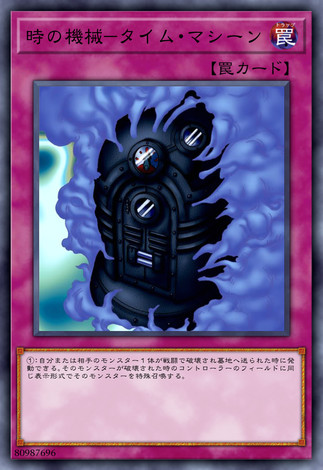 時の機械－タイム・マシーン
トラップ
罠
【罠カード】
①：自分または相手のモンスター１体が戦闘で破壊され墓地へ送られた時に発
動できる。そのモンスターが破壊された時のコントローラーのフィールドに同
じ表示形式でそのモンスターを特殊召喚する。
80987696